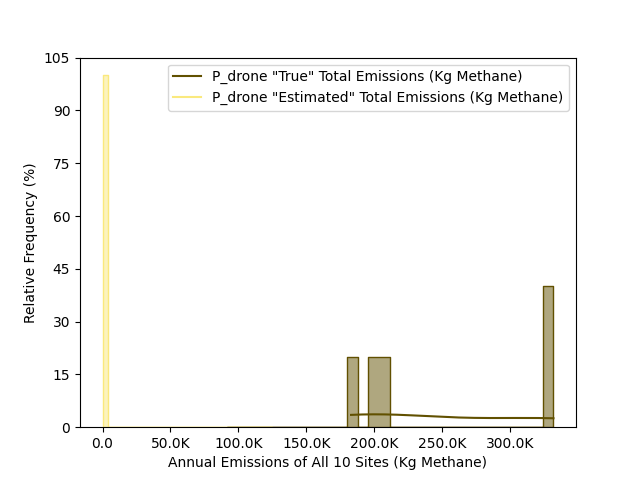 P_drone "True" Total Emissions (Kg Methane)
P_drone "Estimated" Total Emissions (Kg Methane)
105
90
75
60
45
30
15
0
Relative Frequency (%)
0.0 50.0K 100.0K 150.0K 200.0K 250.0K 300.0K
Annual Emissions of All 10 Sites (Kg Methane)